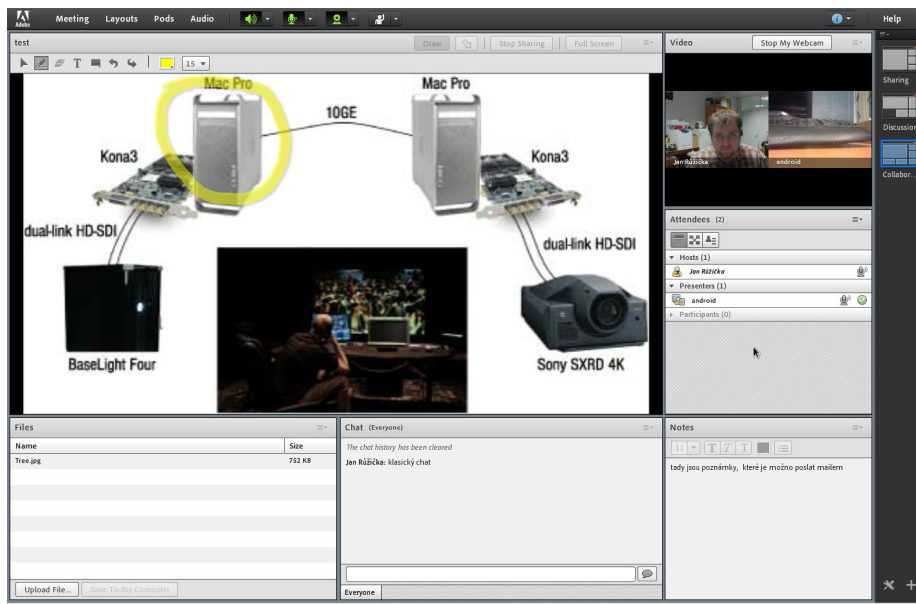 Adobe
Meeting Layouts Pods Audio
Help
test
Draw
Stop Sharing
Full Screen
T
15
Mac Pro
Mac Pro
10GE
Kona3
Kona3
dual-link HD-SDI
dual-link HD-SDI
BaseLight Four
Sony SXRD 4K
Video
Stop My Webcam
Jan Růžička
android
Attendees (2)
Hosts (1)
Jan Růžička
Presenters (1)
android
Participants (0)
Sharing
Discussion
Collabor...
Files
Name Size
Tree.jpg 752 KB
Upload File...
Save To My Computer
Chat (Everyone)
The chat history has been cleared
Jan Růžička: klasický chat
Everyone
Notes
11 T T T
tady jsou poznámky, které je možno poslat mailem